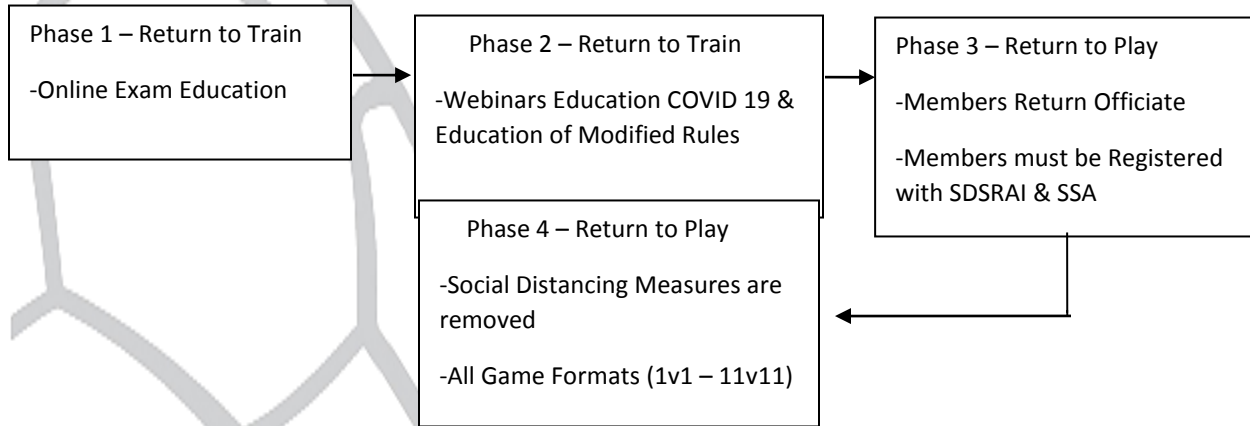 Phase 1 – Return to Train
-Online Exam Education
Phase 2 – Return to Train
-Webinars Education COVID 19 &
Education of Modified Rules
Phase 3 – Return to Play
-Members Return Officiate
-Members must be Registered
with SDSRAI & SSA
Phase 4 – Return to Play
-Social Distancing Measures are
removed
-All Game Formats (1v1 – 11v11)